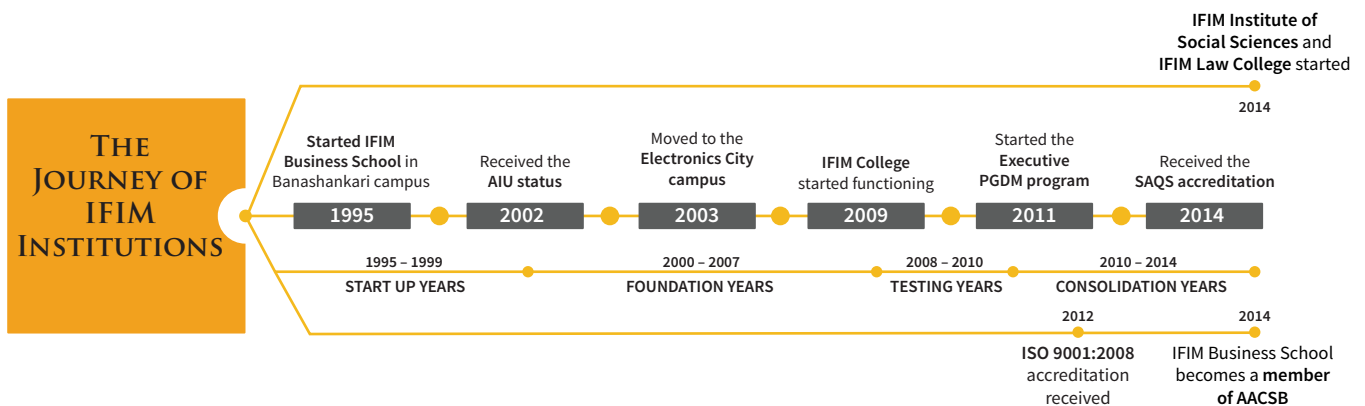 THE
JOURNEY OF
IFIM
INSTITUTIONS
IFIM Institute of
Social Sciences and
IFIM Law College started
2014
Started IFIM
Business School in
Banashankari campus
1995
Received the
AIU status
2002
Moved to the
Electronics City
campus
2003
IFIM College
started functioning
2009
Started the
Executive
PGDM program
2011
Received the
SAQS accreditation
2014
1995 – 1999
START UP YEARS
2000 – 2007
FOUNDATION YEARS
2008 – 2010
TESTING YEARS
2010 – 2014
CONSOLIDATION YEARS
2012
ISO 9001:2008
accreditation
received
2014
IFIM Business School
becomes a member
of AACSB